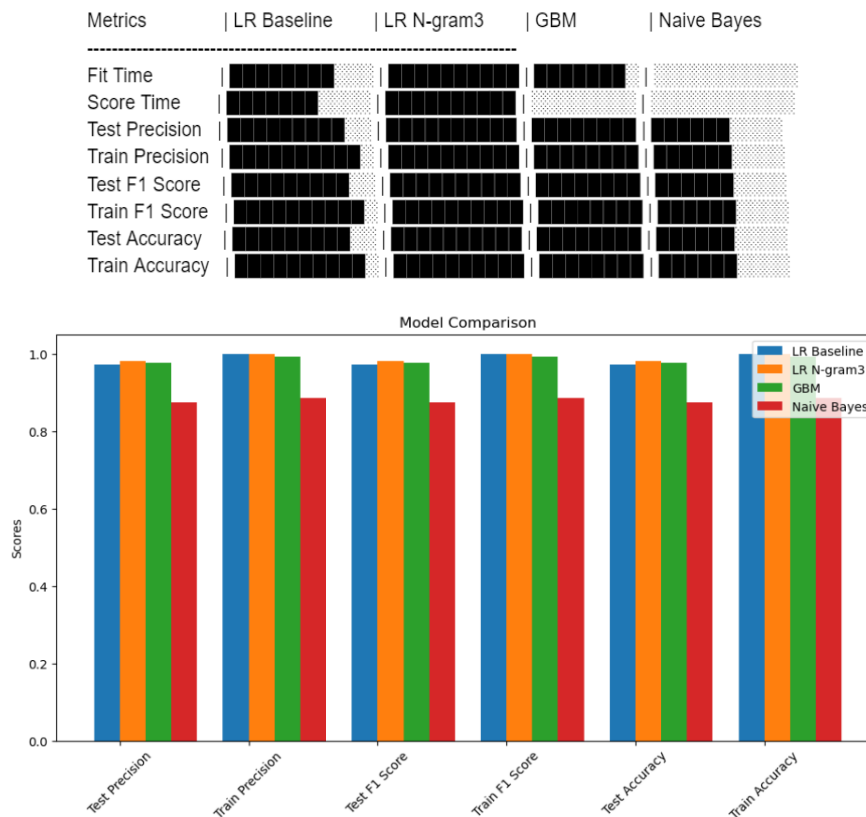 Metrics | LR Baseline | LR N-gram3 | GBM | Naive Bayes
------------------------------------------------------------------
Fit Time | ████████░░░ | ██████████ | ███████░ | ░░░░░░░░░░░
Score Time | ███████░░░░ | ██████████ | ░░░░░░░░ | ░░░░░░░░░░░
Test Precision | █████████░░ | ██████████ | ████████ | ██████░░░░
Train Precision | ██████████░ | ██████████ | ████████ | ██████░░░░
Test F1 Score | █████████░░ | ██████████ | ████████ | ██████░░░░
Train F1 Score | ██████████░ | ██████████ | ████████ | ██████░░░░
Test Accuracy | █████████░░ | ██████████ | ████████ | ██████░░░░
Train Accuracy | ██████████░ | ██████████ | ████████ | ██████░░░░
Model Comparison
LR Baseline
LR N-gram3
GBM
Naive Bayes
Scores
1.0
0.8
0.6
0.4
0.2
0.0
Test Precision
Train Precision
Test F1 Score
Train F1 Score
Test Accuracy
Train Accuracy